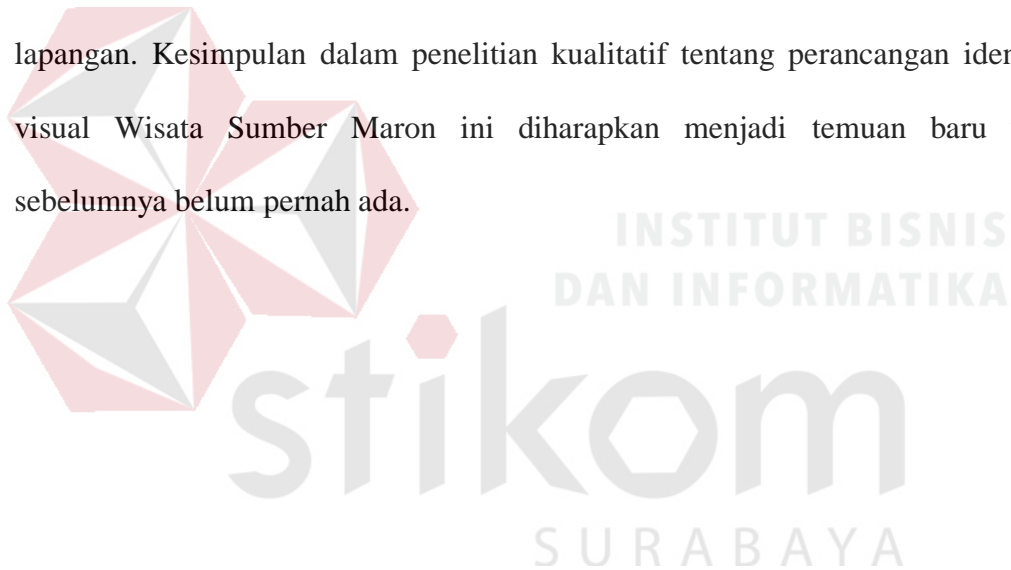 lapangan. Kesimpulan dalam penelitian kualitatif tentang perancangan iden
visual Wisata Sumber Maron ini diharapkan menjadi temuan baru
sebelumnya belum pernah ada.
INSTITUT BISNIS
DAN INFORMATIKA
stikom
SURABAYA